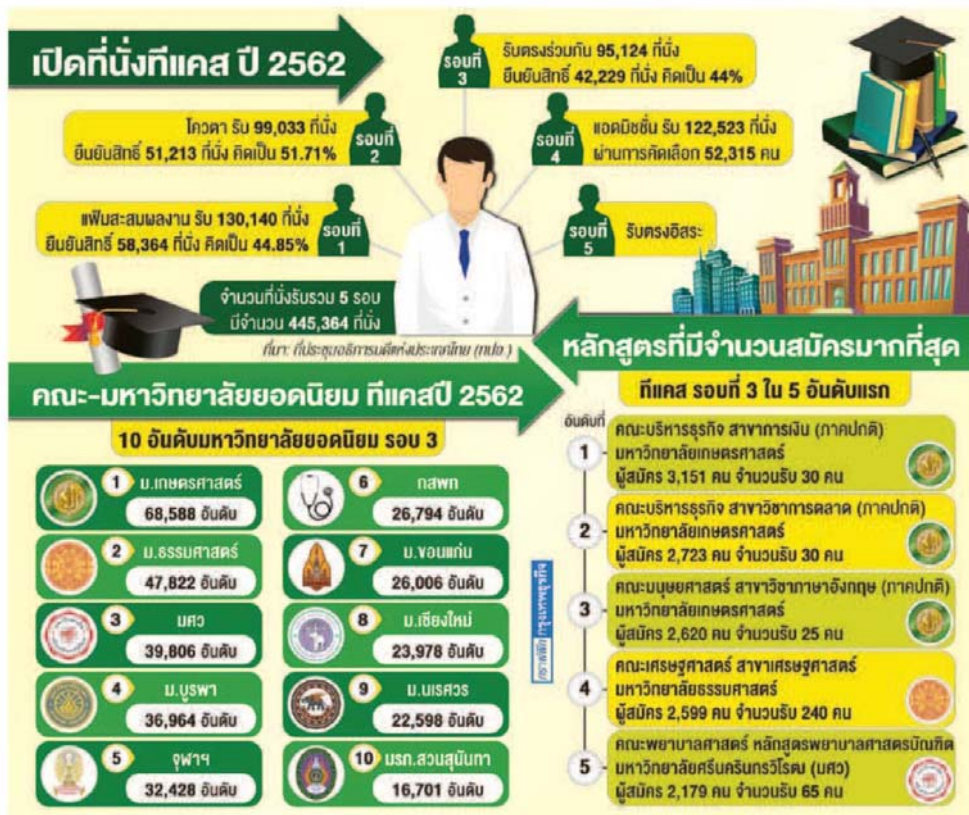 เปิดที่นั่งทีแคส ปี 2562
รอบที่
3
รับตรงร่วมกัน 95,124 ที่นั่ง
ยืนยันสิทธิ์ 42,229 ที่นั่ง คิดเป็น 44%
โควตา รับ 99,033 ที่นั่ง
ยืนยันสิทธิ์ 51,213 ที่นั่ง คิดเป็น 51.71%
รอบที่
2
รอบที่
4
แอดมิชชั่น รับ 122,523 ที่นั่ง
ผ่านการคัดเลือก 52,315 คน
แฟ้มสะสมผลงาน รับ 130,140 ที่นั่ง
ยืนยันสิทธิ์ 58,364 ที่นั่ง คิดเป็น 44.85%
รอบที่
1
รอบที่
5
รับตรงอิสระ
จำนวนที่นั่งรับรวม 5 รอบ
มีจำนวน 445,364 ที่นั่ง
ที่มา: ที่ประชุมอธิการบดีแห่งประเทศไทย (ทปอ.)
คณะ-มหาวิทยาลัยยอดนิยม ทีแคสปี 2562
10 อันดับมหาวิทยาลัยยอดนิยม รอบ 3
1 ม.เกษตรศาสตร์
68,588 อันดับ
2 ม.ธรรมศาสตร์
47,822 อันดับ
3 มศว
39,806 อันดับ
4 ม.บูรพา
36,964 อันดับ
5 จุฬาฯ
32,428 อันดับ
6 กสพท
26,794 อันดับ
7 ม.ขอนแก่น
26,006 อันดับ
8 ม.เชียงใหม่
23,978 อันดับ
9 ม.นเรศวร
22,598 อันดับ
10 มรภ.สวนสุนันทา
16,701 อันดับ
กราฟฟิก กรุงเทพธุรกิจ
หลักสูตรที่มีจำนวนสมัครมากที่สุด
ทีแคส รอบที่ 3 ใน 5 อันดับแรก
อันดับที่
1
คณะบริหารธุรกิจ สาขาการเงิน (ภาคปกติ)
มหาวิทยาลัยเกษตรศาสตร์
ผู้สมัคร 3,151 คน จำนวนรับ 30 คน
2
คณะบริหารธุรกิจ สาขาวิชาการตลาด (ภาคปกติ)
มหาวิทยาลัยเกษตรศาสตร์
ผู้สมัคร 2,723 คน จำนวนรับ 30 คน
3
คณะมนุษยศาสตร์ สาขาวิชาภาษาอังกฤษ (ภาคปกติ)
มหาวิทยาลัยเกษตรศาสตร์
ผู้สมัคร 2,620 คน จำนวนรับ 25 คน
4
คณะเศรษฐศาสตร์ สาขาเศรษฐศาสตร์
มหาวิทยาลัยธรรมศาสตร์
ผู้สมัคร 2,599 คน จำนวนรับ 240 คน
5
คณะพยาบาลศาสตร์ หลักสูตรพยาบาลศาสตรบัณฑิต
มหาวิทยาลัยศรีนครินทรวิโรฒ (มศว)
ผู้สมัคร 2,179 คน จำนวนรับ 65 คน